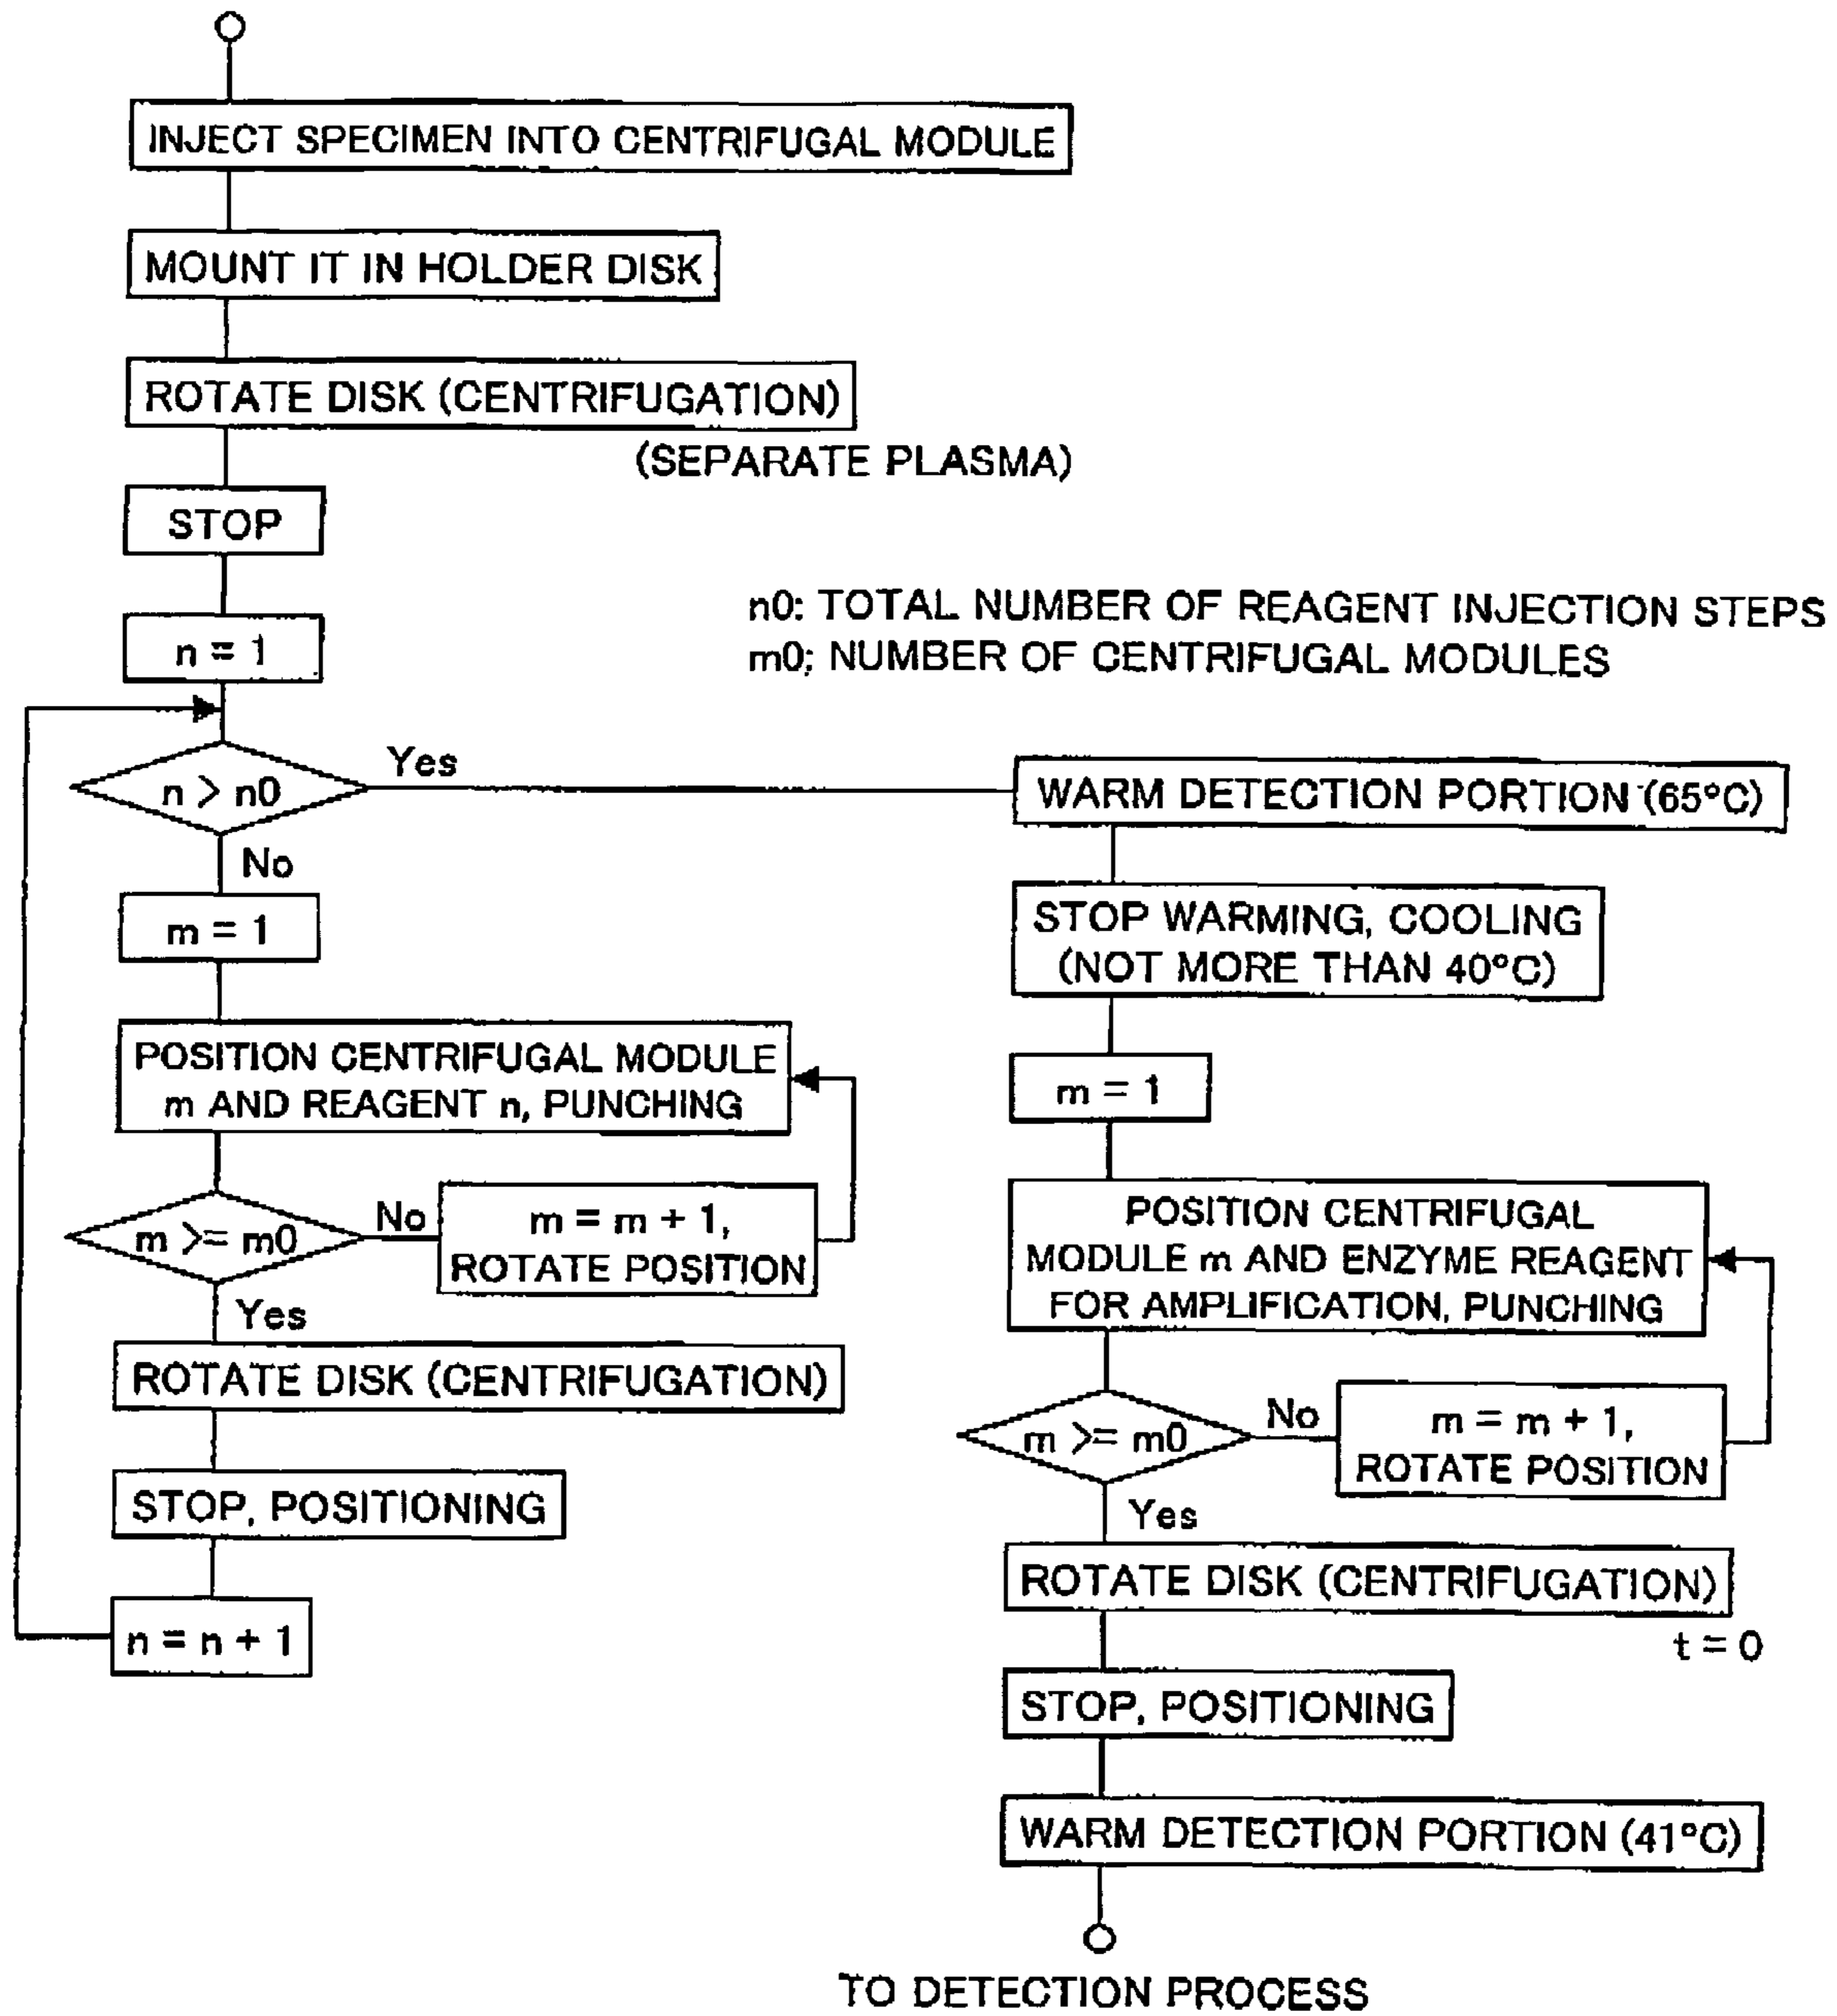 INJECT SPECIMEN INTO CENTRIFUGAL MODULE
MOUNT IT IN HOLDER DISK
ROTATE DISK (CENTRIFUGATION)
(SEPARATE PLASMA)
STOP
n = 1
n0: TOTAL NUMBER OF REAGENT INJECTION STEPS
m0; NUMBER OF CENTRIFUGAL MODULES
n > n0
Yes
No
m = 1
POSITION CENTRIFUGAL MODULE
m AND REAGENT n, PUNCHING
m >= m0
No
m = m + 1,
ROTATE POSITION
Yes
ROTATE DISK (CENTRIFUGATION)
STOP, POSITIONING
n = n + 1
WARM DETECTION PORTION (65°C)
STOP WARMING, COOLING
(NOT MORE THAN 40°C)
m = 1
POSITION CENTRIFUGAL
MODULE m AND ENZYME REAGENT
FOR AMPLIFICATION, PUNCHING
m >= m0
No
m = m + 1,
ROTATE POSITION
Yes
ROTATE DISK (CENTRIFUGATION)
t = 0
STOP, POSITIONING
WARM DETECTION PORTION (41°C)
TO DETECTION PROCESS